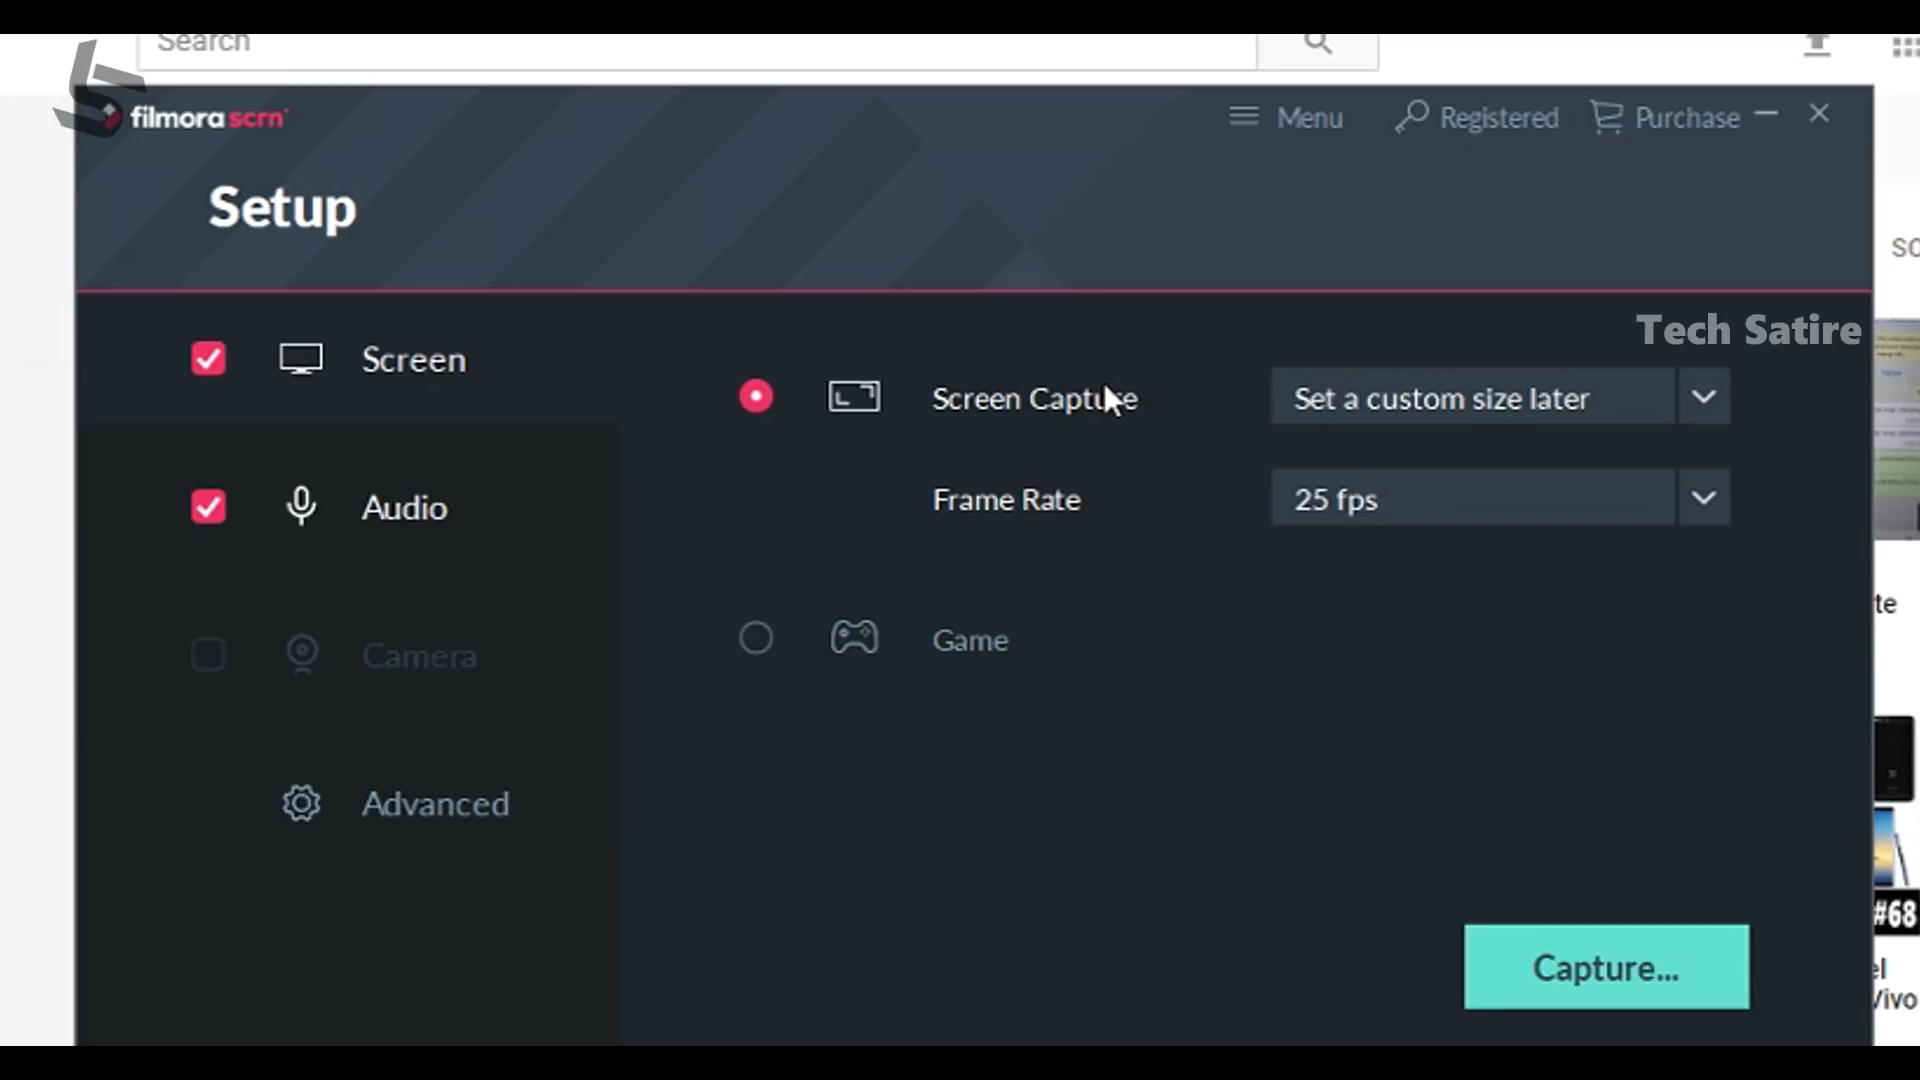 Search
filmora scrn
Menu
Registered
Purchase
Setup
Tech Satire
Screen
Screen Capture
Set a custom size later
Audio
Frame Rate
25 fps
Camera
Game
Advanced
Capture...
#68